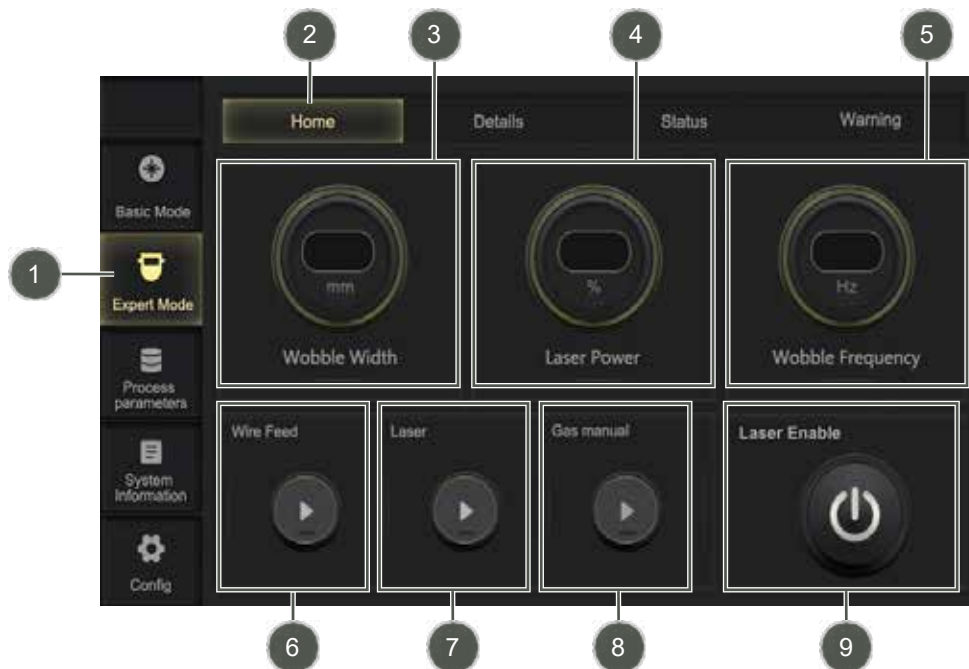 2
3
4
5
Home
Details
Status
Warning
Basic Mode
1
Expert Mode
mm
%
Hz
Wobble Width
Laser Power
Wobble Frequency
Process
parameters
Wire Feed
Laser
Gas manual
Laser Enable
System
Information
Config
6
7
8
9